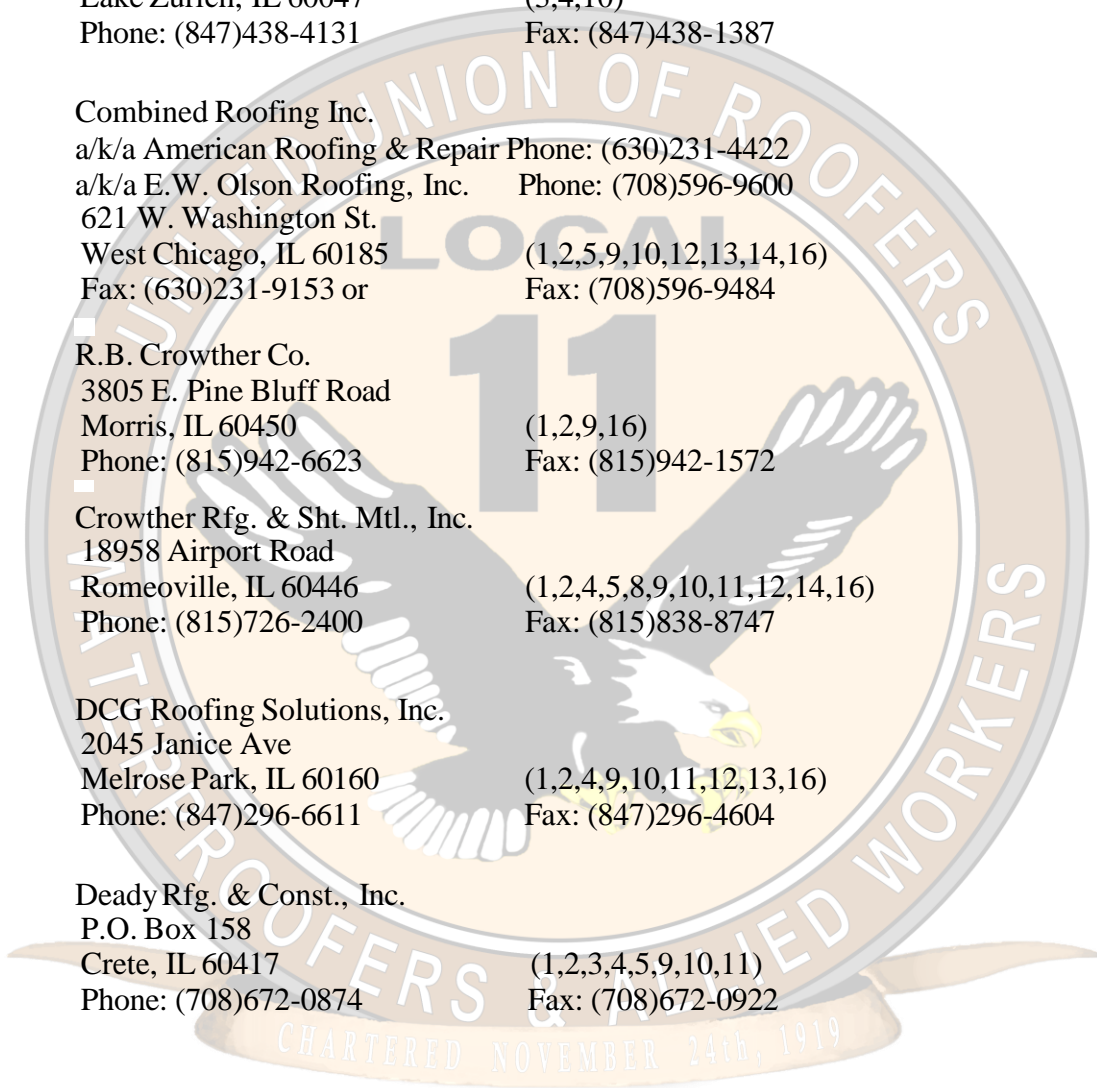 Lake Zurich, IL 60047 (3,4,10)
Phone: (847)438-4131 Fax: (847)438-1387
Combined Roofing Inc.
a/k/a American Roofing & Repair Phone: (630)231-4422
a/k/a E.W. Olson Roofing, Inc. Phone: (708)596-9600
621 W. Washington St.
West Chicago, IL 60185 (1,2,5,9,10,12,13,14,16)
Fax: (630)231-9153 or Fax: (708)596-9484
R.B. Crowther Co.
3805 E. Pine Bluff Road
Morris, IL 60450 (1,2,9,16)
Phone: (815)942-6623 Fax: (815)942-1572
Crowther Rfg. & Sht. Mtl., Inc.
18958 Airport Road
Romeoville, IL 60446 (1,2,4,5,8,9,10,11,12,14,16)
Phone: (815)726-2400 Fax: (815)838-8747
DCG Roofing Solutions, Inc.
2045 Janice Ave
Melrose Park, IL 60160 (1,2,4,9,10,11,12,13,16)
Phone: (847)296-6611 Fax: (847)296-4604
Deady Rfg. & Const., Inc.
P.O. Box 158
Crete, IL 60417 (1,2,3,4,5,9,10,11)
Phone: (708)672-0874 Fax: (708)672-0922
UNITED UNION OF ROOFERS
LOCAL
11
WATERPROOFERS & ALLIED WORKERS
CHARTERED NOVEMBER 24th, 1919